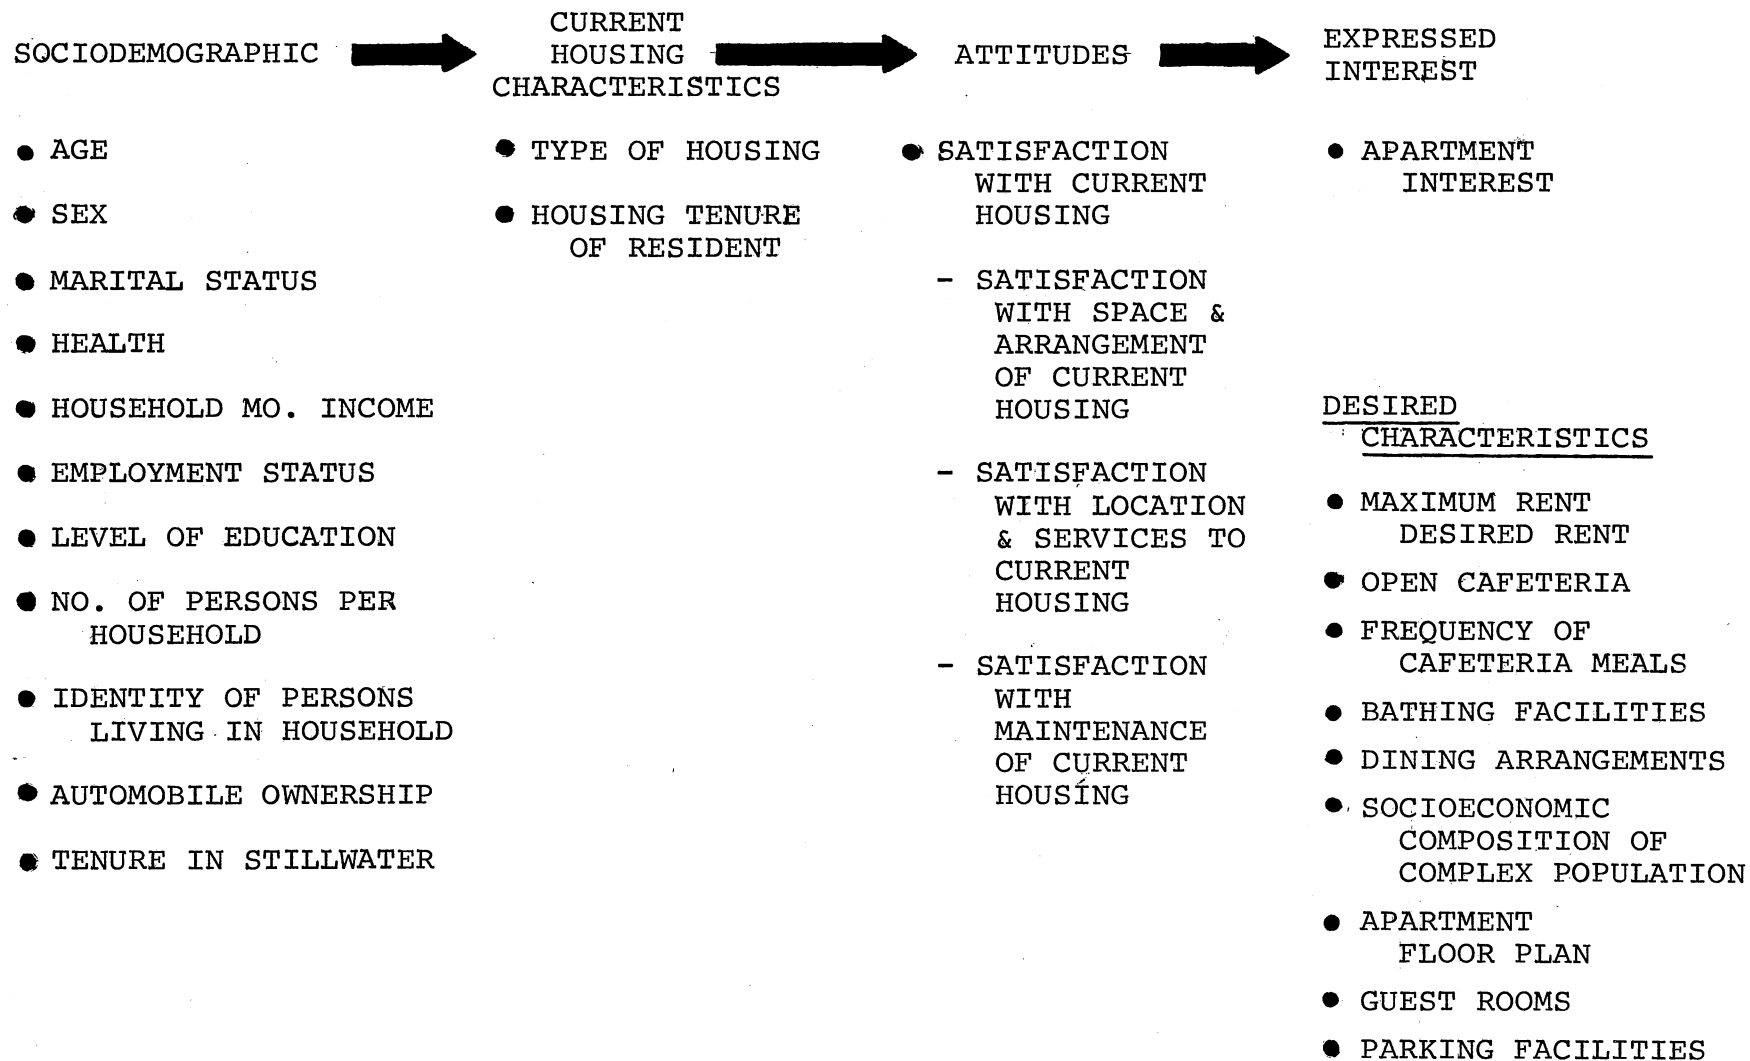 SOCIODEMOGRAPHIC
CURRENT
HOUSING
CHARACTERISTICS
ATTITUDES
EXPRESSED
INTEREST
● AGE
● SEX
● MARITAL STATUS
● HEALTH
● HOUSEHOLD MO. INCOME
● EMPLOYMENT STATUS
● LEVEL OF EDUCATION
● NO. OF PERSONS PER
HOUSEHOLD
● IDENTITY OF PERSONS
LIVING IN HOUSEHOLD
● AUTOMOBILE OWNERSHIP
● TENURE IN STILLWATER
● TYPE OF HOUSING
● HOUSING TENURE
OF RESIDENT
● SATISFACTION
WITH CURRENT
HOUSING
- SATISFACTION
WITH SPACE &
ARRANGEMENT
OF CURRENT
HOUSING
- SATISFACTION
WITH LOCATION
& SERVICES TO
CURRENT
HOUSING
- SATISFACTION
WITH
MAINTENANCE
OF CURRENT
HOUSING
● APARTMENT
INTEREST
DESIRED
CHARACTERISTICS
● MAXIMUM RENT
DESIRED RENT
● OPEN CAFETERIA
● FREQUENCY OF
CAFETERIA MEALS
● BATHING FACILITIES
● DINING ARRANGEMENTS
● SOCIOECONOMIC
COMPOSITION OF
COMPLEX POPULATION
● APARTMENT
FLOOR PLAN
● GUEST ROOMS
● PARKING FACILITIES